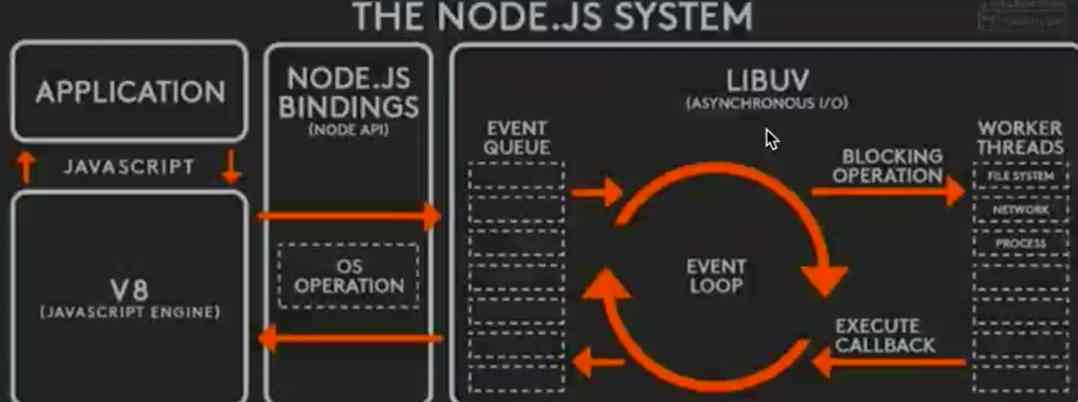 THE NODE.JS SYSTEM
APPLICATION
JAVASCRIPT
V8
(JAVASCRIPT ENGINE)
NODE.JS
BINDINGS
(NODE API)
OS
OPERATION
LIBUV
(ASYNCHRONOUS I/O)
EVENT
QUEUE
EVENT
LOOP
BLOCKING
OPERATION
EXECUTE
CALLBACK
WORKER
THREADS
FILE SYSTEM
NETWORK
PROCESS